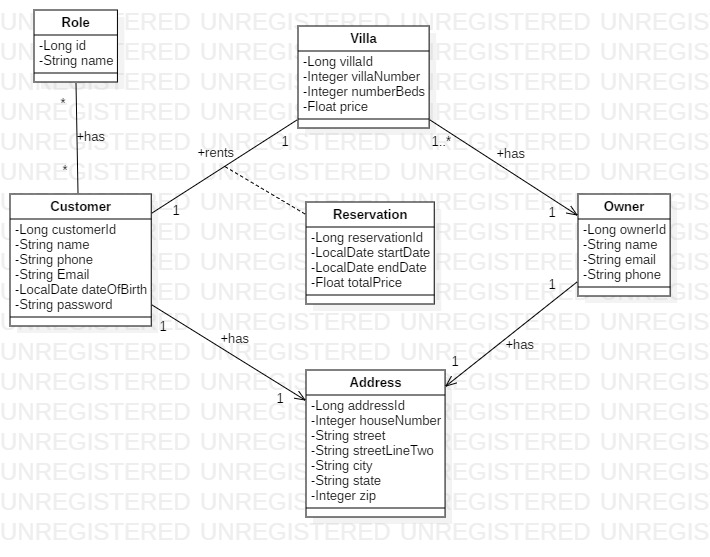 Role
-Long id
-String name
*
+has
*
Villa
-Long villaId
-Integer villaNumber
-Integer numberBeds
-Float price
1
+rents
1
1..*
+has
1
Customer
-Long customerId
-String name
-String phone
-String Email
-LocalDate dateOfBirth
-String password
Reservation
-Long reservationId
-LocalDate startDate
-LocalDate endDate
-Float totalPrice
Owner
-Long ownerId
-String name
-String email
-String phone
1
+has
1
1
+has
1
Address
-Long addressId
-Integer houseNumber
-String street
-String streetLineTwo
-String city
-String state
-Integer zip
UNREGISTERED